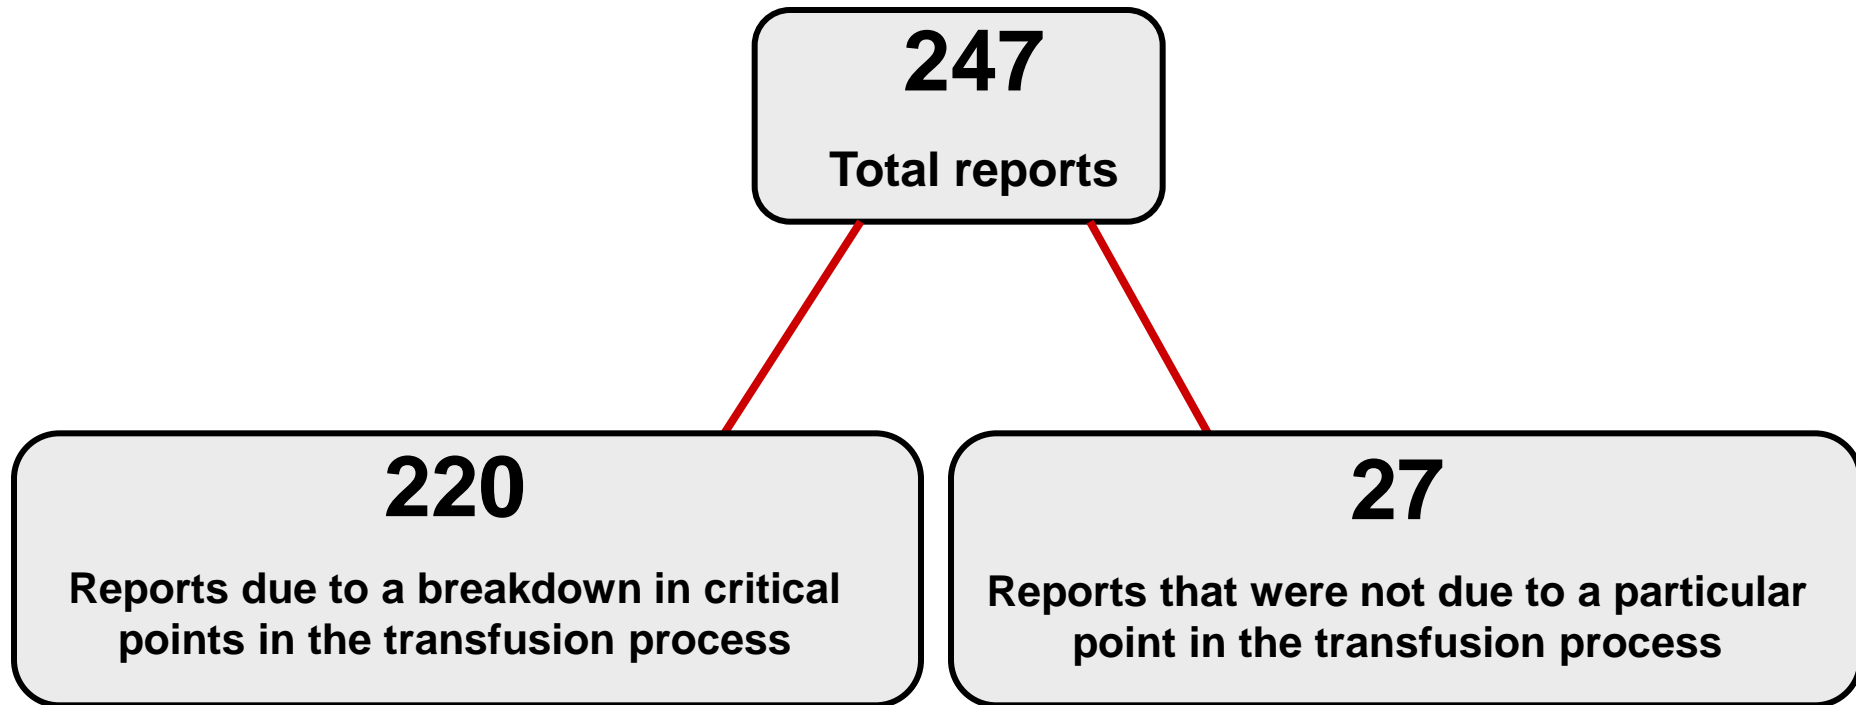 247
Total reports
220
Reports due to a breakdown in critical
points in the transfusion process
27
Reports that were not due to a particular
point in the transfusion process